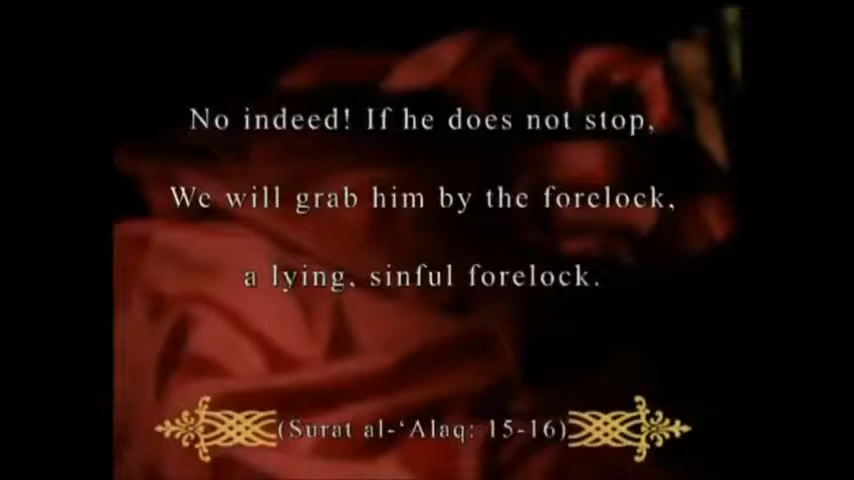 No indeed! If he does not stop,
We will grab him by the forelock,
a lying, sinful forelock.
(Surat al-‘Alaq: 15-16)